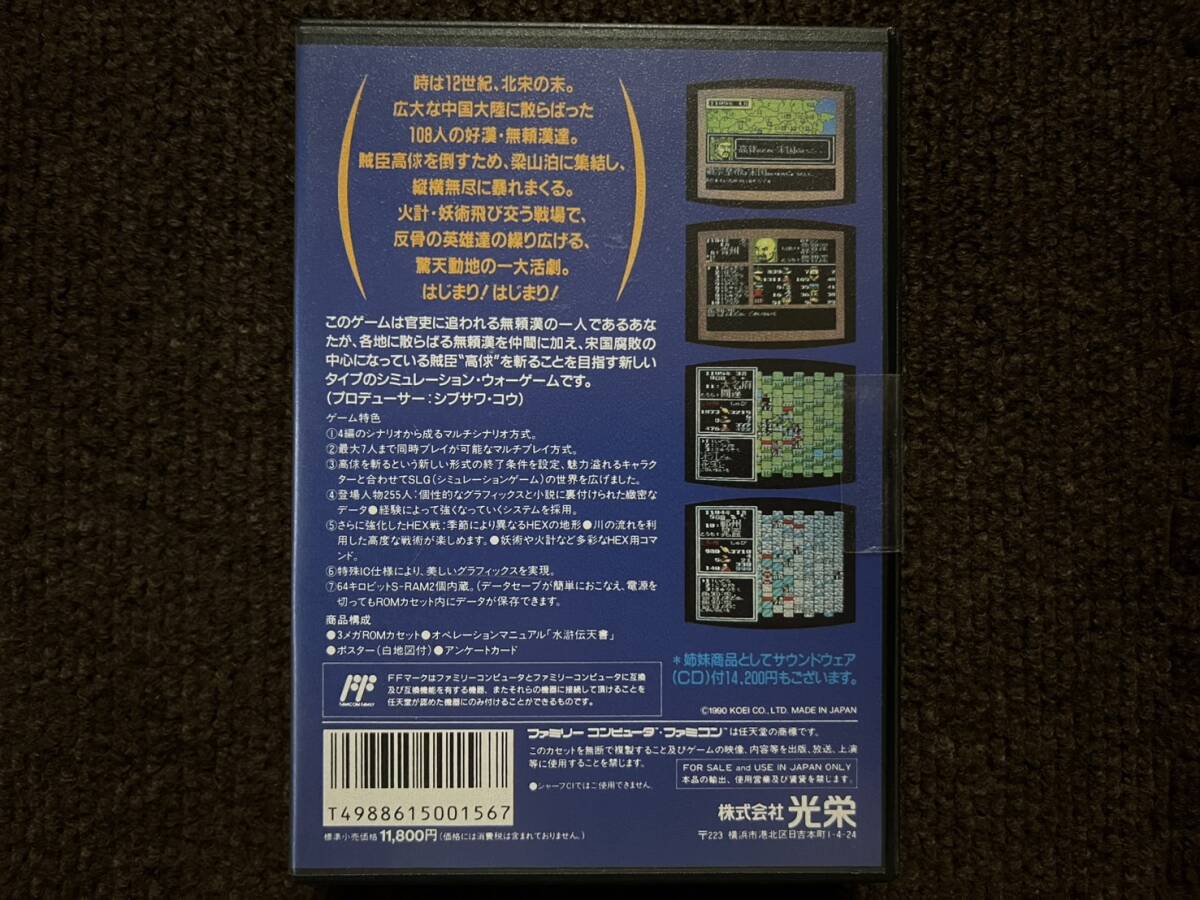 時は12世紀、北宋の末。
広大な中国大陸に散らばった
108人の好漢・無頼漢達。
賊臣高俅を倒すため、梁山泊に集結し、
縦横無尽に暴れまくる。
火計・妖術飛び交う戦場で、
反骨の英雄達の繰り広げる、
驚天動地の一大活劇。
はじまり!はじまり!
このゲームは官吏に追われる無頼漢の一人であるあな
たが、各地に散らばる無頼漢を仲間に加え、宋国腐敗の
中心になっている賊臣“高俅”を斬ることを目指す新しい
タイプのシミュレーション・ウォーゲームです。
(プロデューサー:シブサワ・コウ)
ゲーム特色
①4編のシナリオから成るマルチシナリオ方式。
②最大7人まで同時プレイが可能なマルチプレイ方式。
③高俅を斬るという新しい形式の終了条件を設定、魅力溢れるキャラク
ターと合わせてSLG(シミュレーションゲーム)の世界を広げました。
④登場人物255人:個性的なグラフィックスと小説に裏付けられた緻密な
データ●経験によって強くなっていくシステムを採用。
⑤さらに強化したHEX戦:季節により異なるHEXの地形●川の流れを利
用した高度な戦術が楽しめます。●妖術や火計など多彩なHEX用コマ
ンド。
⑥特殊IC仕様により、美しいグラフィックスを実現。
⑦64キロビットS-RAM2個内蔵。(データセーブが簡単におこなえ、電源を
切ってもROMカセット内にデータが保存できます。
商品構成
●3メガROMカセット●オペレーションマニュアル「水滸伝天書」
●ポスター(白地図付)●アンケートカード
FF
FAMICOM FAMILY
FFマークはファミリーコンピュータとファミリーコンピュータに互換
及び互換機能を有する機器、またそれらの機器に接続して頂けることを
任天堂が認めた機器にのみ付けることができるものです。
*姉妹商品としてサウンドウェア
(CD)付14,200円もございます。
©1990 KOEI CO., LTD. MADE IN JAPAN
T4988615001567
標準小売価格 11,800円(価格には消費税は含まれておりません。)
ファミリーコンピュータ・ファミコン™は任天堂の商標です。
このカセットを無断で複製すること及びゲームの映像、内容等を出版、放送、上演
等に使用することを禁じます。
●シャープC1ではご使用できません。
FOR SALE and USE IN JAPAN ONLY
本品の輸出、使用営業及び賃貸を禁じます。
株式会社 光栄
〒223 横浜市港北区日吉本町1-4-24